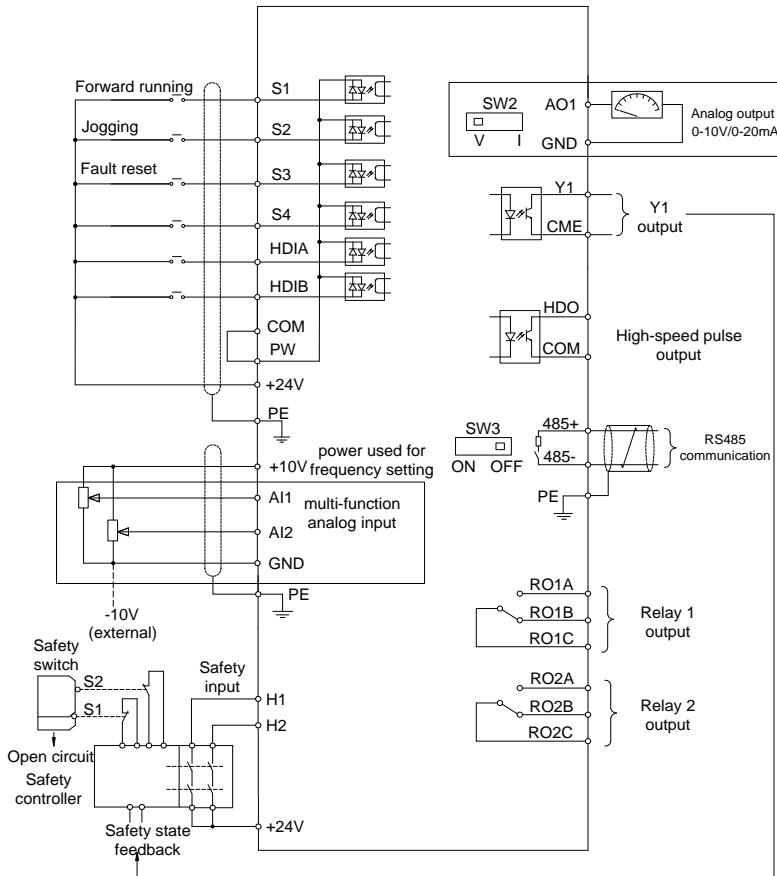 Forward running
S1
Jogging
S2
Fault reset
S3
S4
HDIA
HDIB
COM
PW
+24V
PE
power used for
frequency setting
+10V
AI1
multi-function
analog input
AI2
GND
PE
-10V
(external)
Safety
switch
S2
S1
Open circuit
Safety
controller
Safety
input
H1
H2
+24V
Safety state
feedback
SW2
V I
AO1
GND
Analog output
0-10V/0-20mA
Y1
CME
Y1
output
HDO
COM
High-speed pulse
output
SW3
ON OFF
485+
485-
PE
RS485
communication
RO1A
RO1B
RO1C
Relay 1
output
RO2A
RO2B
RO2C
Relay 2
output